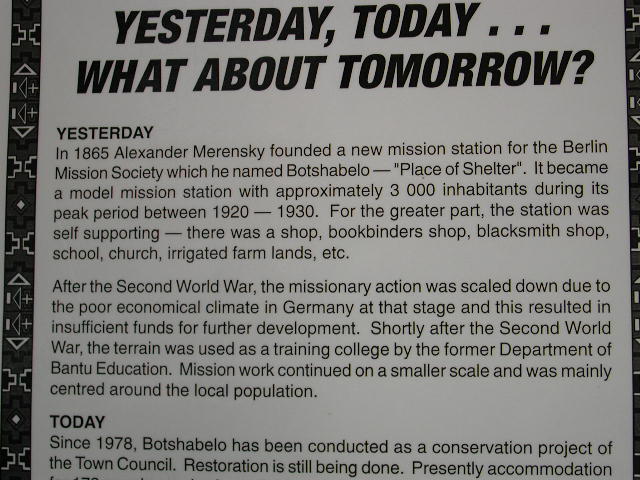 YESTERDAY, TODAY . . .
WHAT ABOUT TOMORROW?
YESTERDAY
In 1865 Alexander Merensky founded a new mission station for the Berlin
Mission Society which he named Botshabelo — "Place of Shelter". It became
a model mission station with approximately 3 000 inhabitants during its
peak period between 1920 — 1930. For the greater part, the station was
self supporting — there was a shop, bookbinders shop, blacksmith shop,
school, church, irrigated farm lands, etc.
After the Second World War, the missionary action was scaled down due to
the poor economical climate in Germany at that stage and this resulted in
insufficient funds for further development. Shortly after the Second World
War, the terrain was used as a training college by the former Department of
Bantu Education. Mission work continued on a smaller scale and was mainly
centred around the local population.
TODAY
Since 1978, Botshabelo has been conducted as a conservation project of
the Town Council. Restoration is still being done. Presently accommodation